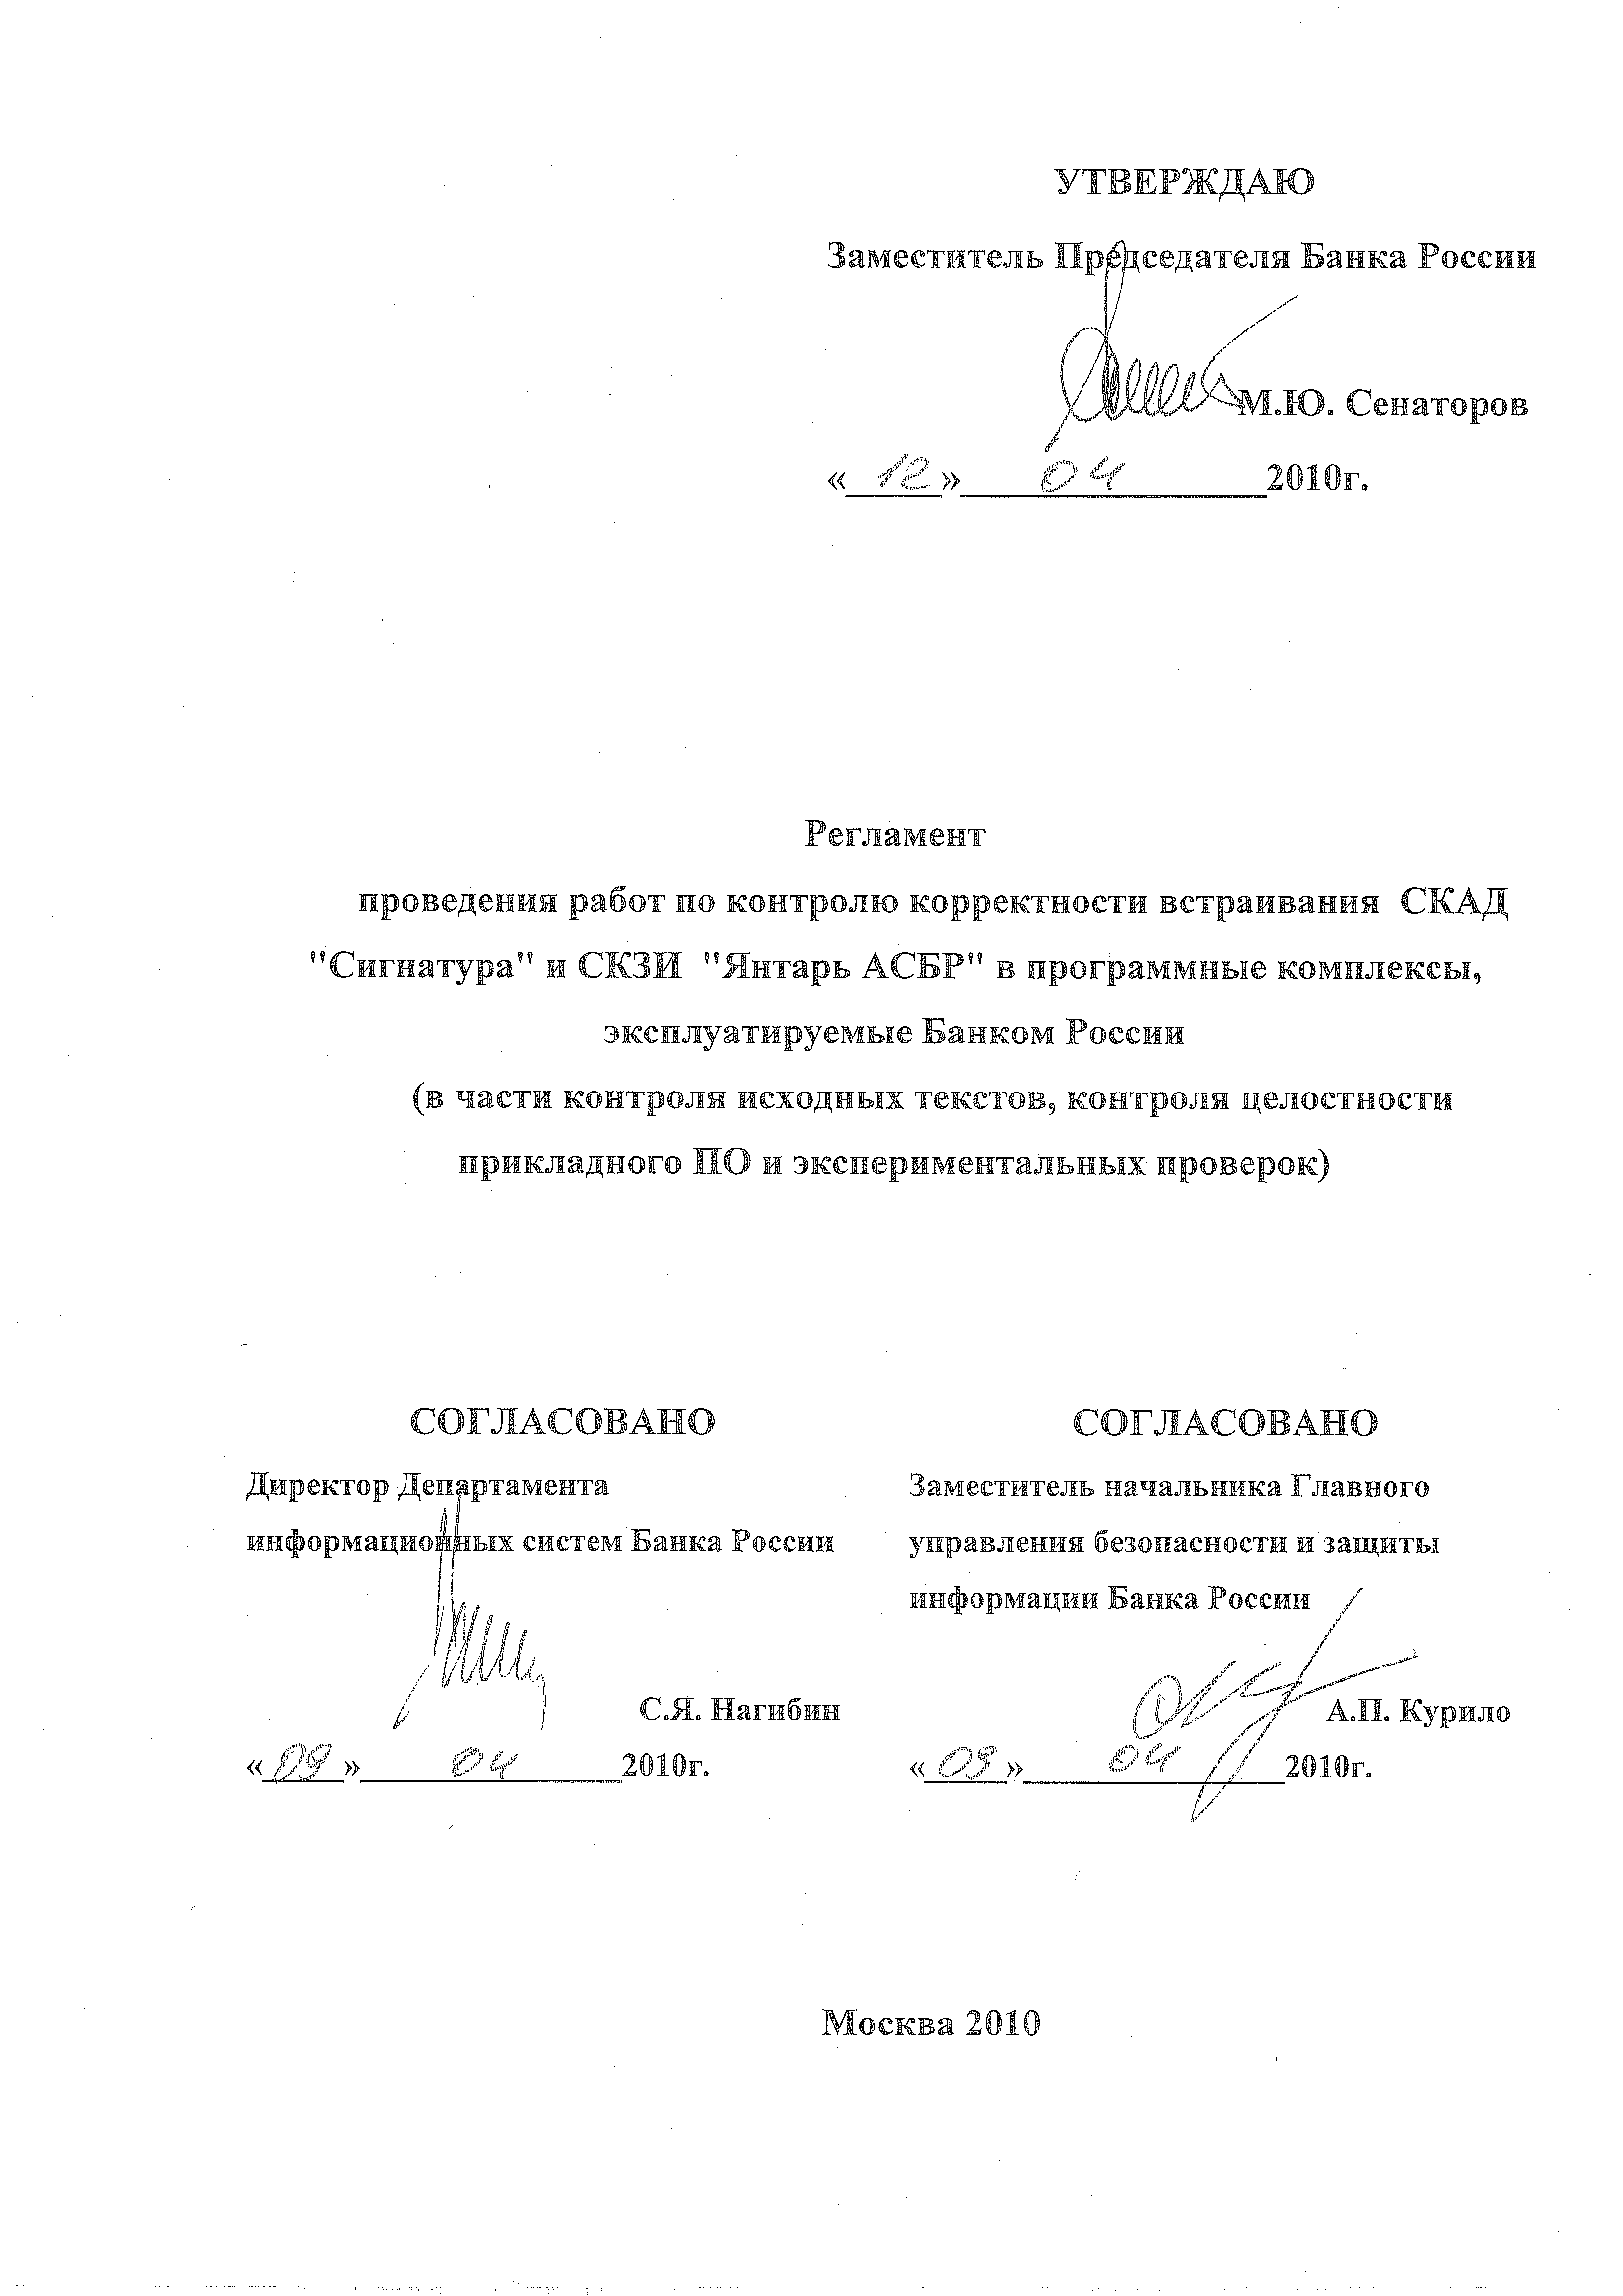 УТВЕРЖДАЮ
Заместитель Председателя Банка России
М.Ю. Сенаторов
« 12 » 04 2010г.
Регламент
проведения работ по контролю корректности встраивания СКАД
"Сигнатура" и СКЗИ "Янтарь АСБР" в программные комплексы,
эксплуатируемые Банком России
(в части контроля исходных текстов, контроля целостности
прикладного ПО и экспериментальных проверок)
СОГЛАСОВАНО
Директор Департамента
информационных систем Банка России
С.Я. Нагибин
« 09 » 04 2010г.
СОГЛАСОВАНО
Заместитель начальника Главного
управления безопасности и защиты
информации Банка России
А.П. Курило
« 09 » 04 2010г.
Москва 2010